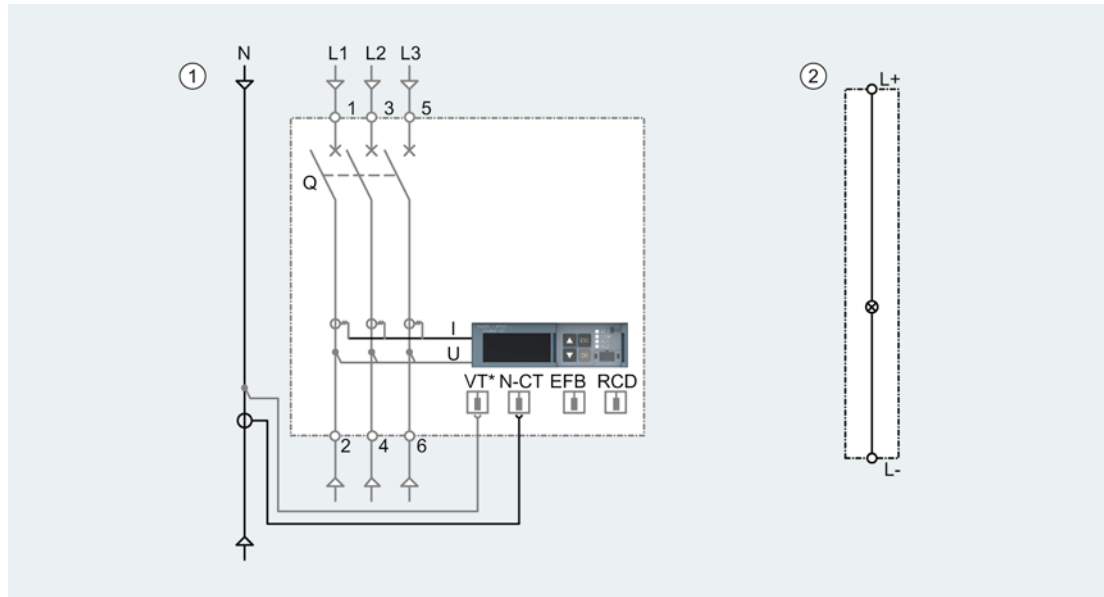 ① N L1 L2 L3 ② L+
1 3 5
Q
I
U
VT* N-CT EFB RCD
2 4 6
L-